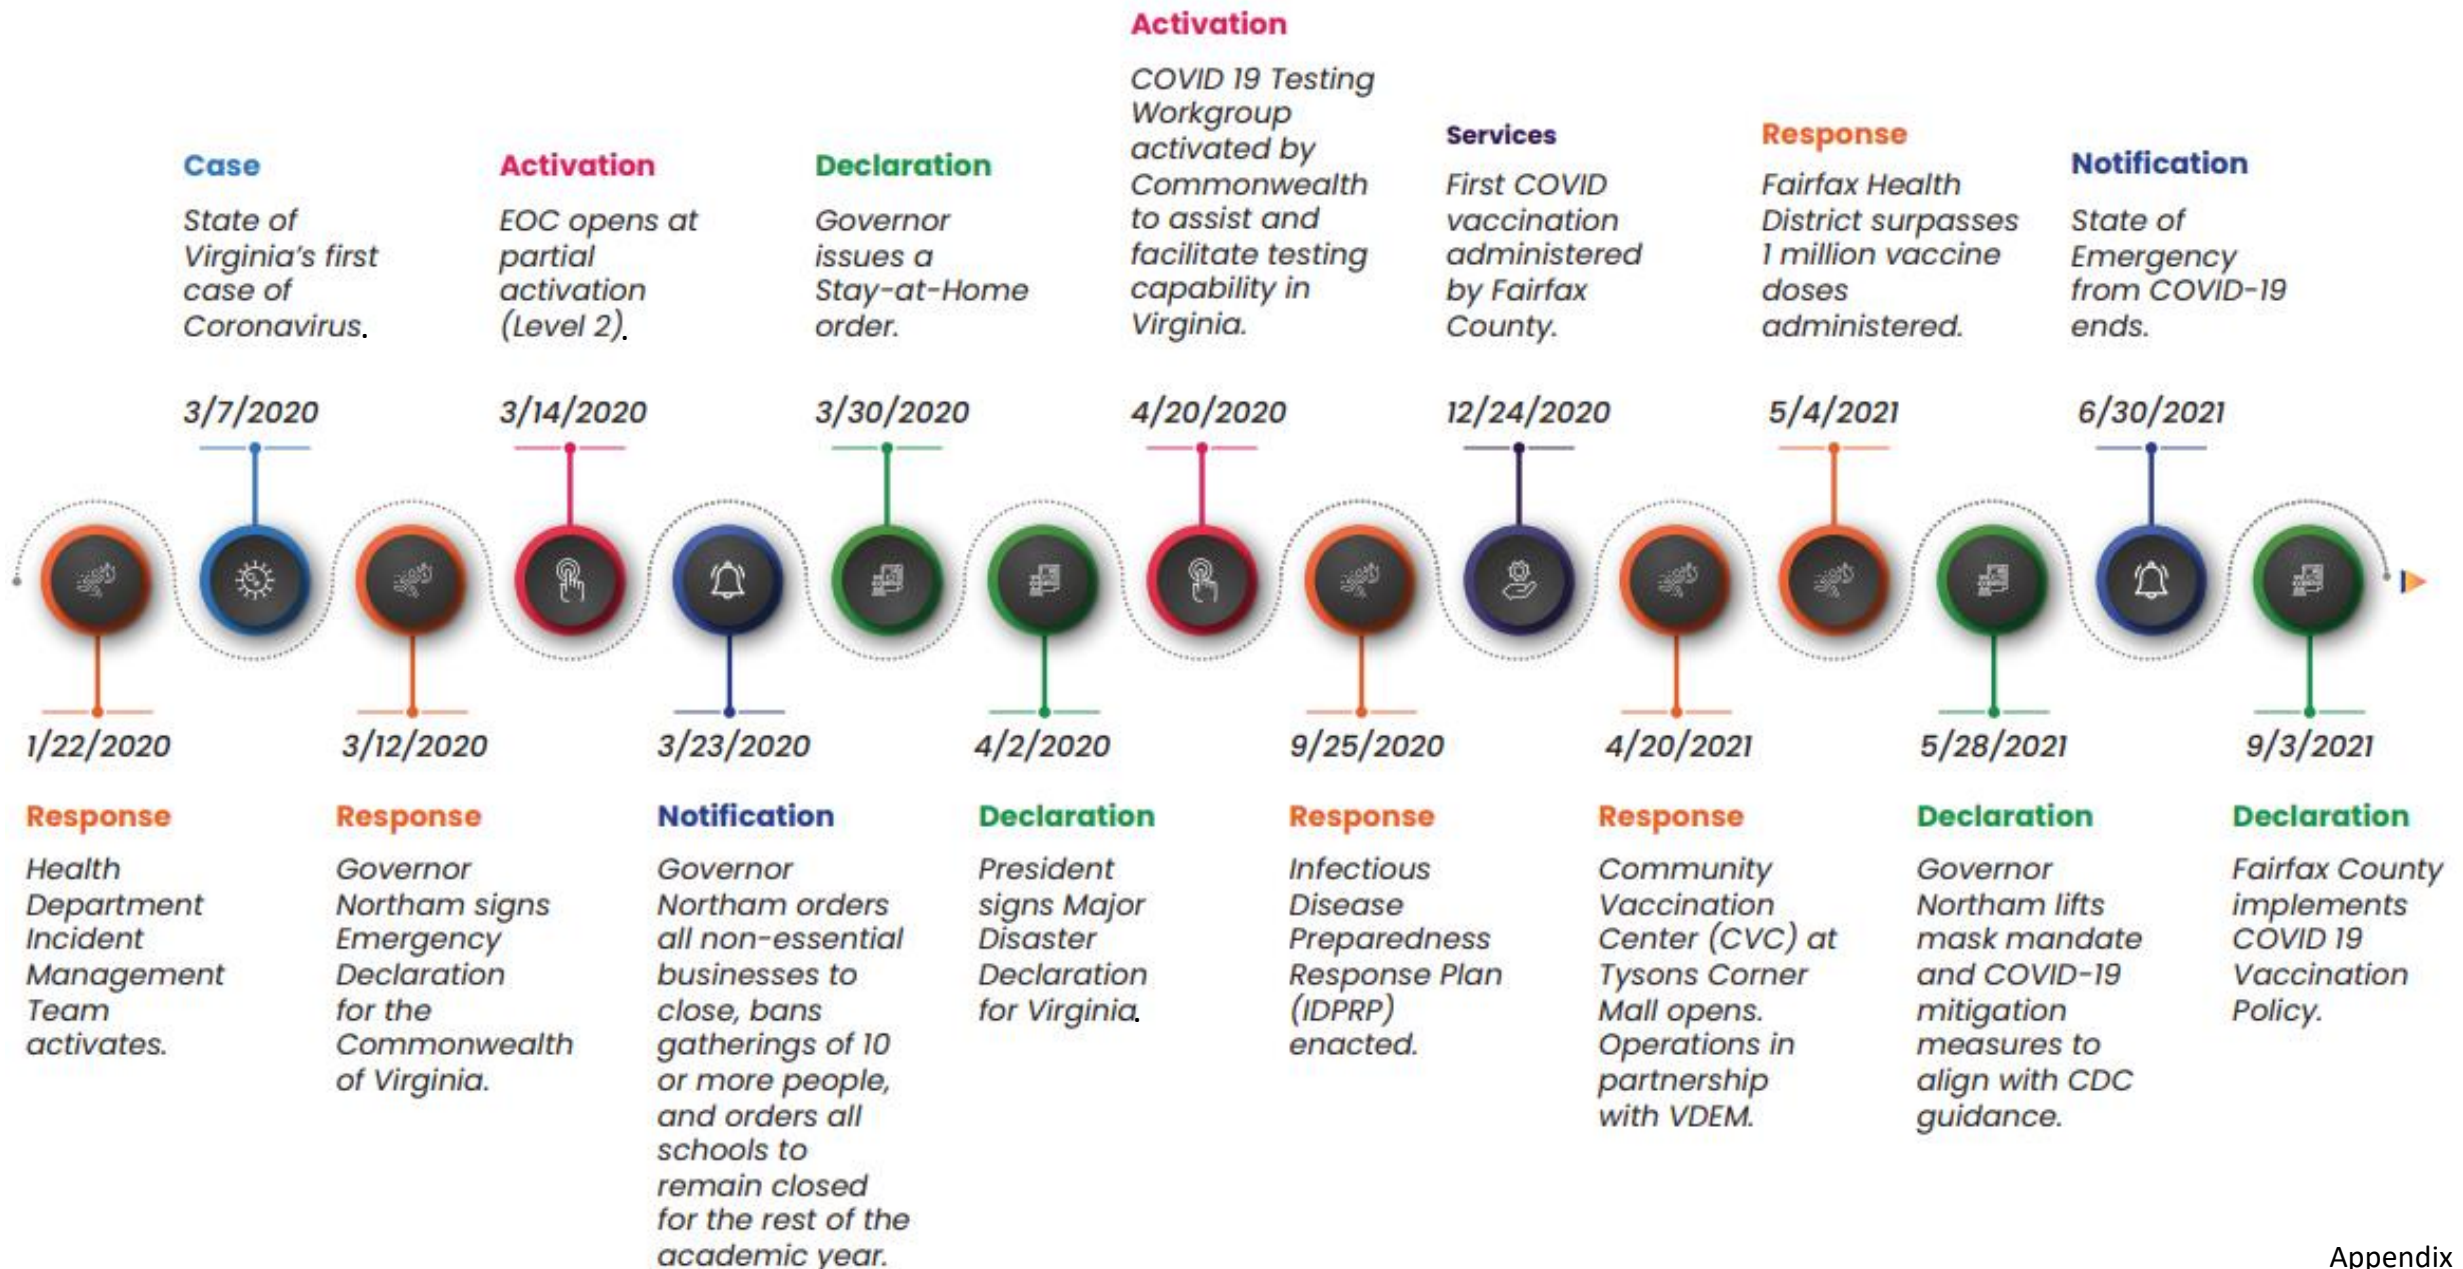 Activation
COVID 19 Testing
Workgroup
activated by
Commonwealth
to assist and
facilitate testing
capability in
Virginia.
Case
State of
Virginia's first
case of
Coronavirus.
Activation
EOC opens at
partial
activation
(Level 2).
Declaration
Governor
issues a
Stay-at-Home
order.
Services
First COVID
vaccination
administered
by Fairfax
County.
Response
Fairfax Health
District surpasses
1 million vaccine
doses
administered.
Notification
State of
Emergency
from COVID-19
ends.
3/7/2020
3/14/2020
3/30/2020
4/20/2020
12/24/2020
5/4/2021
6/30/2021
1/22/2020
3/12/2020
3/23/2020
4/2/2020
9/25/2020
4/20/2021
5/28/2021
9/3/2021
Response
Health
Department
Incident
Management
Team
activates.
Response
Governor
Northam signs
Emergency
Declaration
for the
Commonwealth
of Virginia.
Notification
Governor
Northam orders
all non-essential
businesses to
close, bans
gatherings of 10
or more people,
and orders all
schools to
remain closed
for the rest of the
academic year.
Declaration
President
signs Major
Disaster
Declaration
for Virginia.
Response
Infectious
Disease
Preparedness
Response Plan
(IDPRP)
enacted.
Response
Community
Vaccination
Center (CVC) at
Tysons Corner
Mall opens.
Operations in
partnership
with VDEM.
Declaration
Governor
Northam lifts
mask mandate
and COVID-19
mitigation
measures to
align with CDC
guidance.
Declaration
Fairfax County
implements
COVID 19
Vaccination
Policy.
Appendix